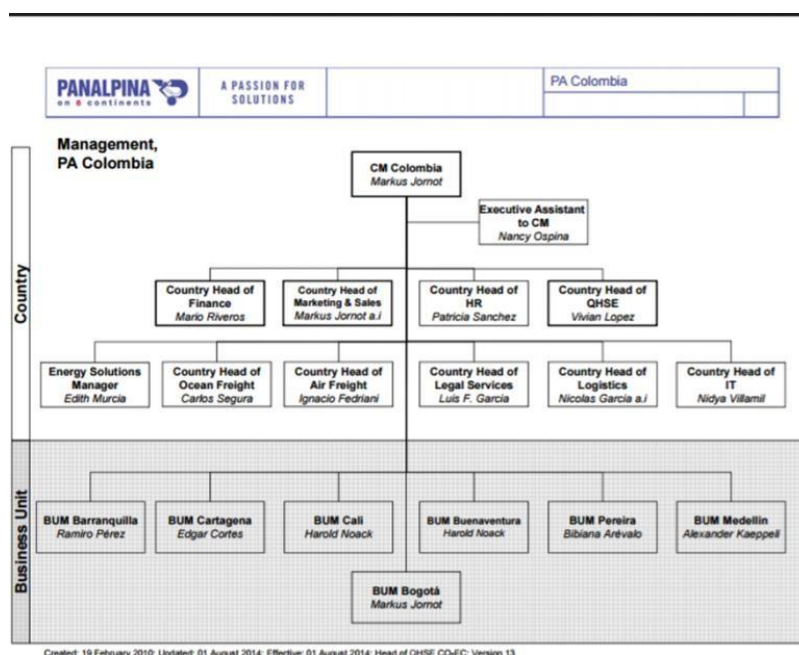 PANALPINA
on 6 continents
A PASSION FOR
SOLUTIONS
PA Colombia
Management,
PA Colombia
CM Colombia
Markus Jornot
Executive Assistant
to CM
Nancy Ospina
Country
Country Head of
Finance
Mario Riveros
Country Head of
Marketing & Sales
Markus Jornot a.i
Country Head of
HR
Patricia Sanchez
Country Head of
QHSE
Vivian Lopez
Energy Solutions
Manager
Edith Murcia
Country Head of
Ocean Freight
Carlos Segura
Country Head of
Air Freight
Ignacio Fedriani
Country Head of
Legal Services
Luis F. Garcia
Country Head of
Logistics
Nicolas Garcia a.i
Country Head of
IT
Nidya Villamil
Business Unit
BUM Barranquilla
Ramiro Pérez
BUM Cartagena
Edgar Cortes
BUM Cali
Harold Noack
BUM Buenaventura
Harold Noack
BUM Pereira
Bibiana Arévalo
BUM Medellin
Alexander Kaeppeli
BUM Bogotá
Markus Jornot
Created: 19 February 2010; Updated: 01 August 2014; Effective: 01 August 2014; Head of QHSE CO-EC; Version 13